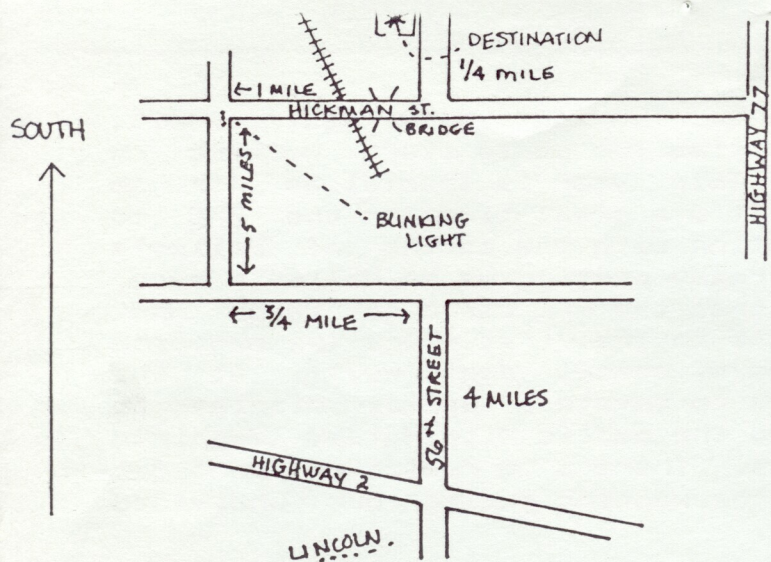 DESTINATION
1/4 MILE
← 1 MILE
HICKMAN ST.
BRIDGE
SOUTH
HIGHWAY 77
5 MILES
BLINKING
LIGHT
← 3/4 MILE →
56th STREET
4 MILES
HIGHWAY 2
LINCOLN